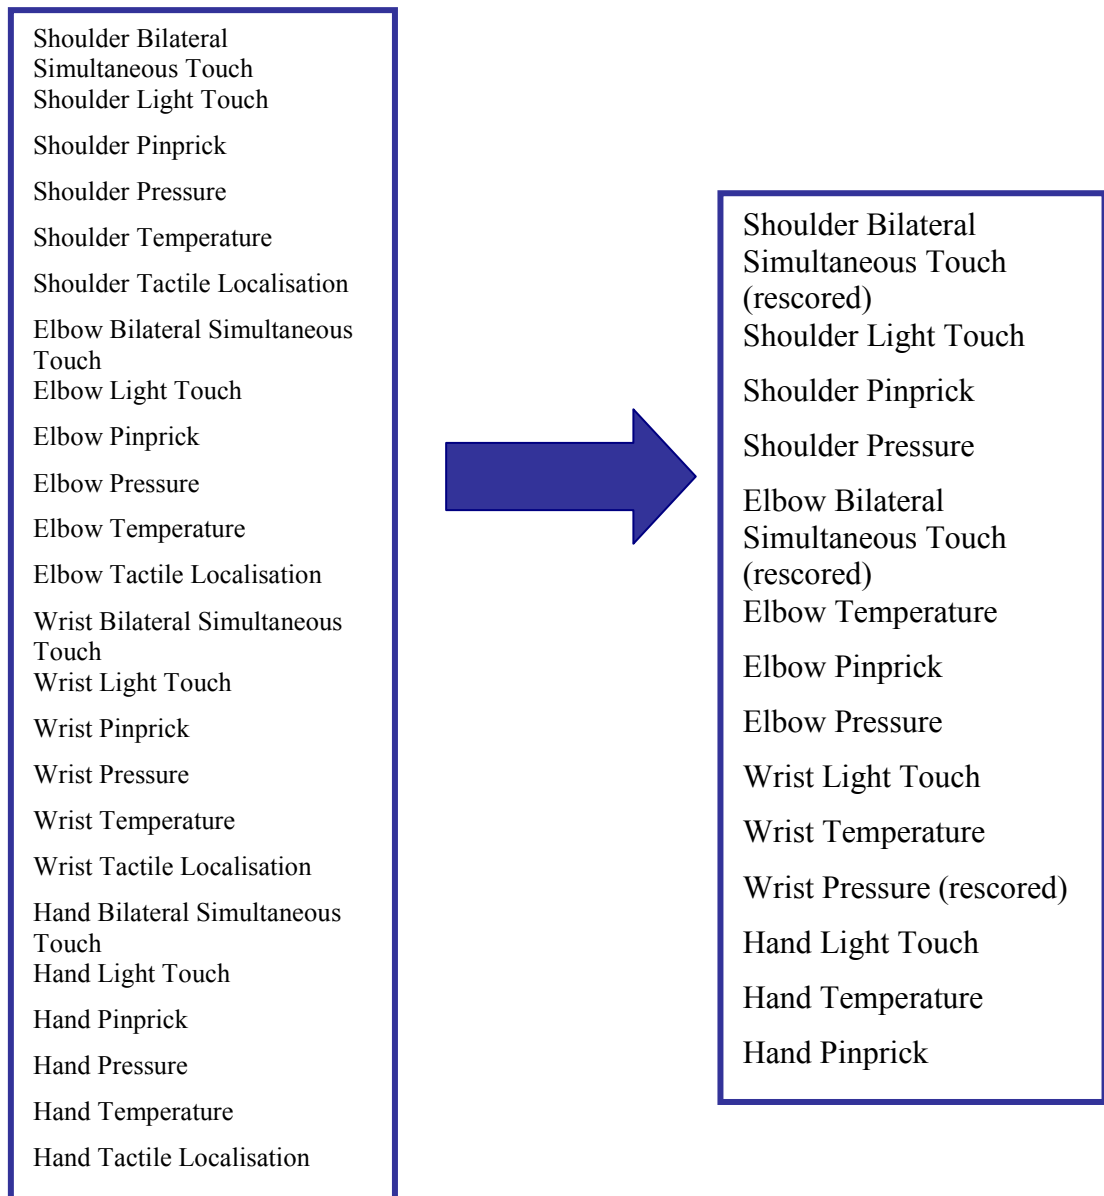 Shoulder Bilateral
Simultaneous Touch
Shoulder Light Touch
Shoulder Pinprick
Shoulder Pressure
Shoulder Temperature
Shoulder Tactile Localisation
Elbow Bilateral Simultaneous
Touch
Elbow Light Touch
Elbow Pinprick
Elbow Pressure
Elbow Temperature
Elbow Tactile Localisation
Wrist Bilateral Simultaneous
Touch
Wrist Light Touch
Wrist Pinprick
Wrist Pressure
Wrist Temperature
Wrist Tactile Localisation
Hand Bilateral Simultaneous
Touch
Hand Light Touch
Hand Pinprick
Hand Pressure
Hand Temperature
Hand Tactile Localisation
Shoulder Bilateral
Simultaneous Touch
(rescored)
Shoulder Light Touch
Shoulder Pinprick
Shoulder Pressure
Elbow Bilateral
Simultaneous Touch
(rescored)
Elbow Temperature
Elbow Pinprick
Elbow Pressure
Wrist Light Touch
Wrist Temperature
Wrist Pressure (rescored)
Hand Light Touch
Hand Temperature
Hand Pinprick